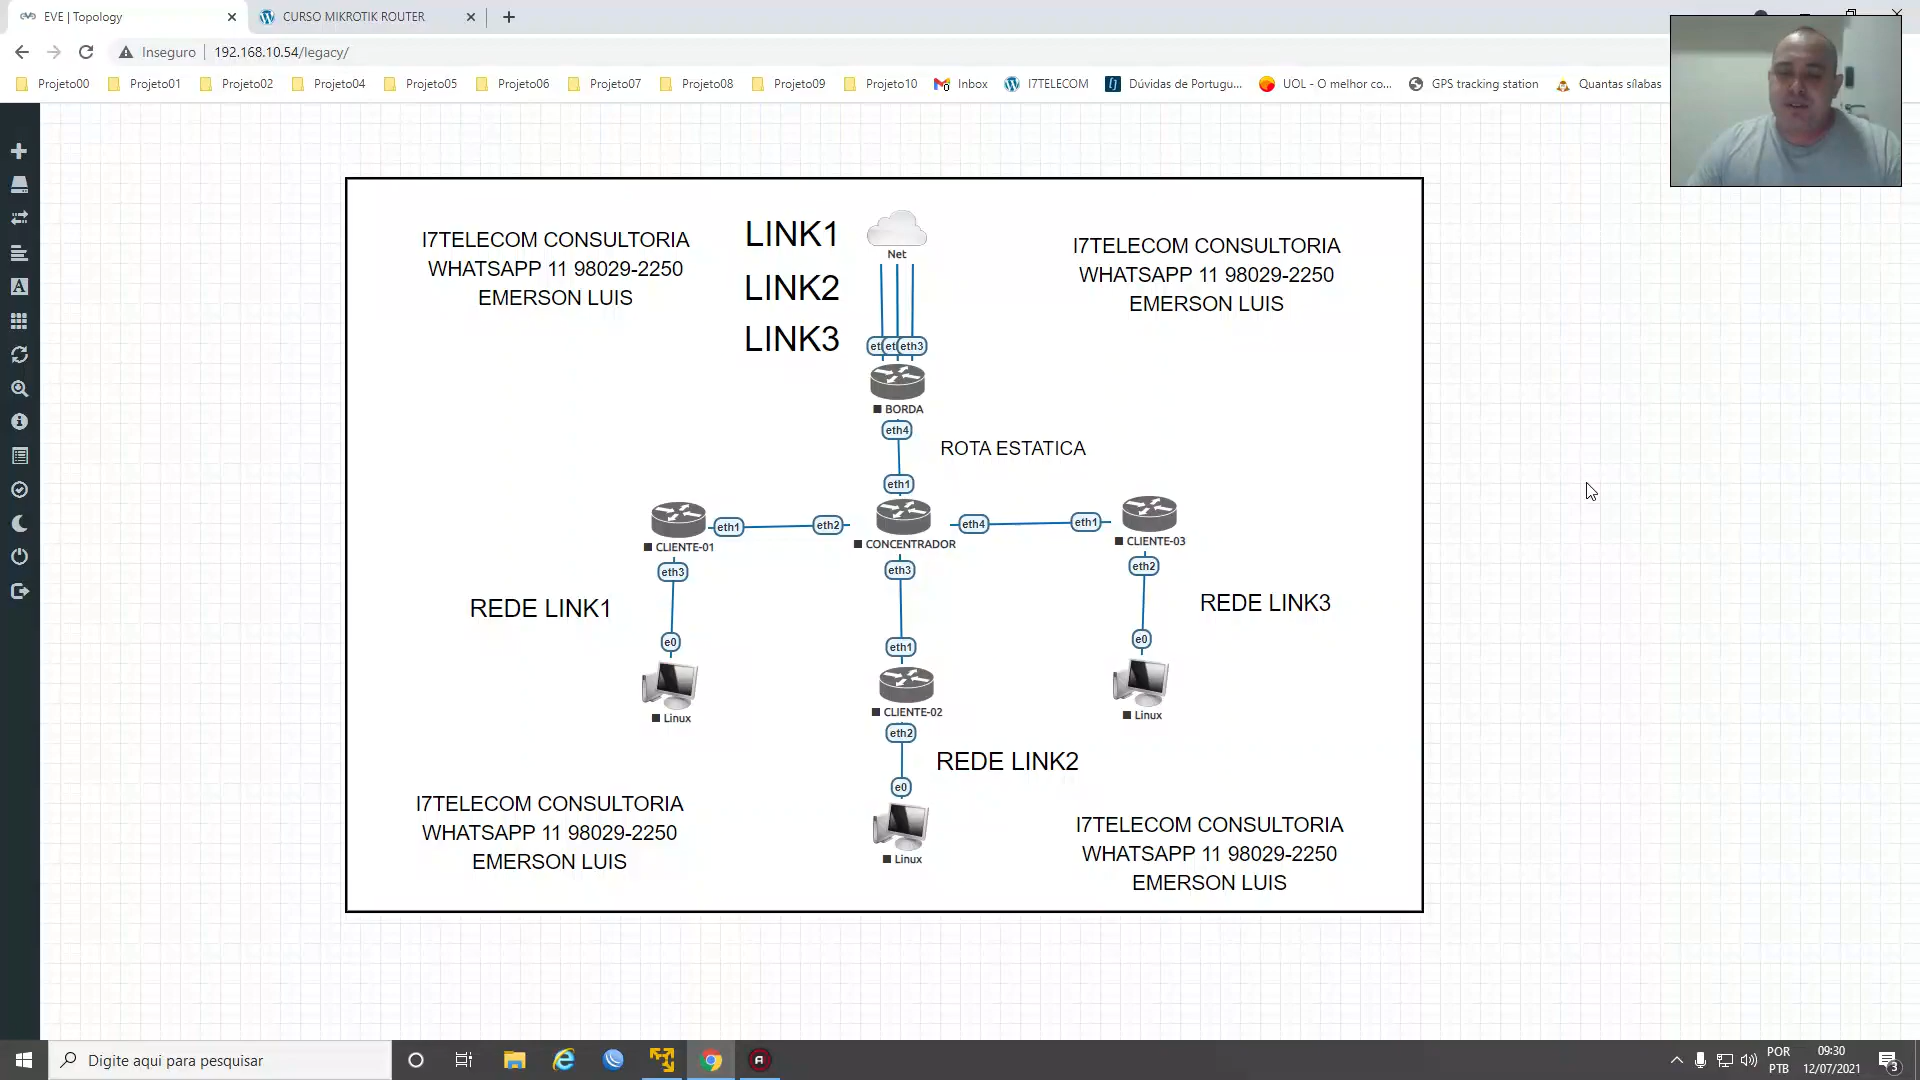 EVE | Topology
CURSO MIKROTIK ROUTER
Inseguro
192.168.10.54/legacy/
Projeto00
Projeto01
Projeto02
Projeto04
Projeto05
Projeto06
Projeto07
Projeto08
Projeto09
Projeto10
Inbox
I7TELECOM
Dúvidas de Portugu...
UOL - O melhor co...
GPS tracking station
Quantas sílabas
I7TELECOM CONSULTORIA
WHATSAPP 11 98029-2250
EMERSON LUIS
LINK1
LINK2
LINK3
Net
I7TELECOM CONSULTORIA
WHATSAPP 11 98029-2250
EMERSON LUIS
et
et
eth3
BORDA
eth4
ROTA ESTATICA
eth1
eth1
eth2
eth4
eth1
CLIENTE-01
CONCENTRADOR
CLIENTE-03
eth3
eth3
eth2
REDE LINK1
REDE LINK3
e0
eth1
e0
Linux
CLIENTE-02
Linux
eth2
REDE LINK2
e0
Linux
I7TELECOM CONSULTORIA
WHATSAPP 11 98029-2250
EMERSON LUIS
I7TELECOM CONSULTORIA
WHATSAPP 11 98029-2250
EMERSON LUIS
Digite aqui para pesquisar
POR
PTB
09:30
12/07/2021
3